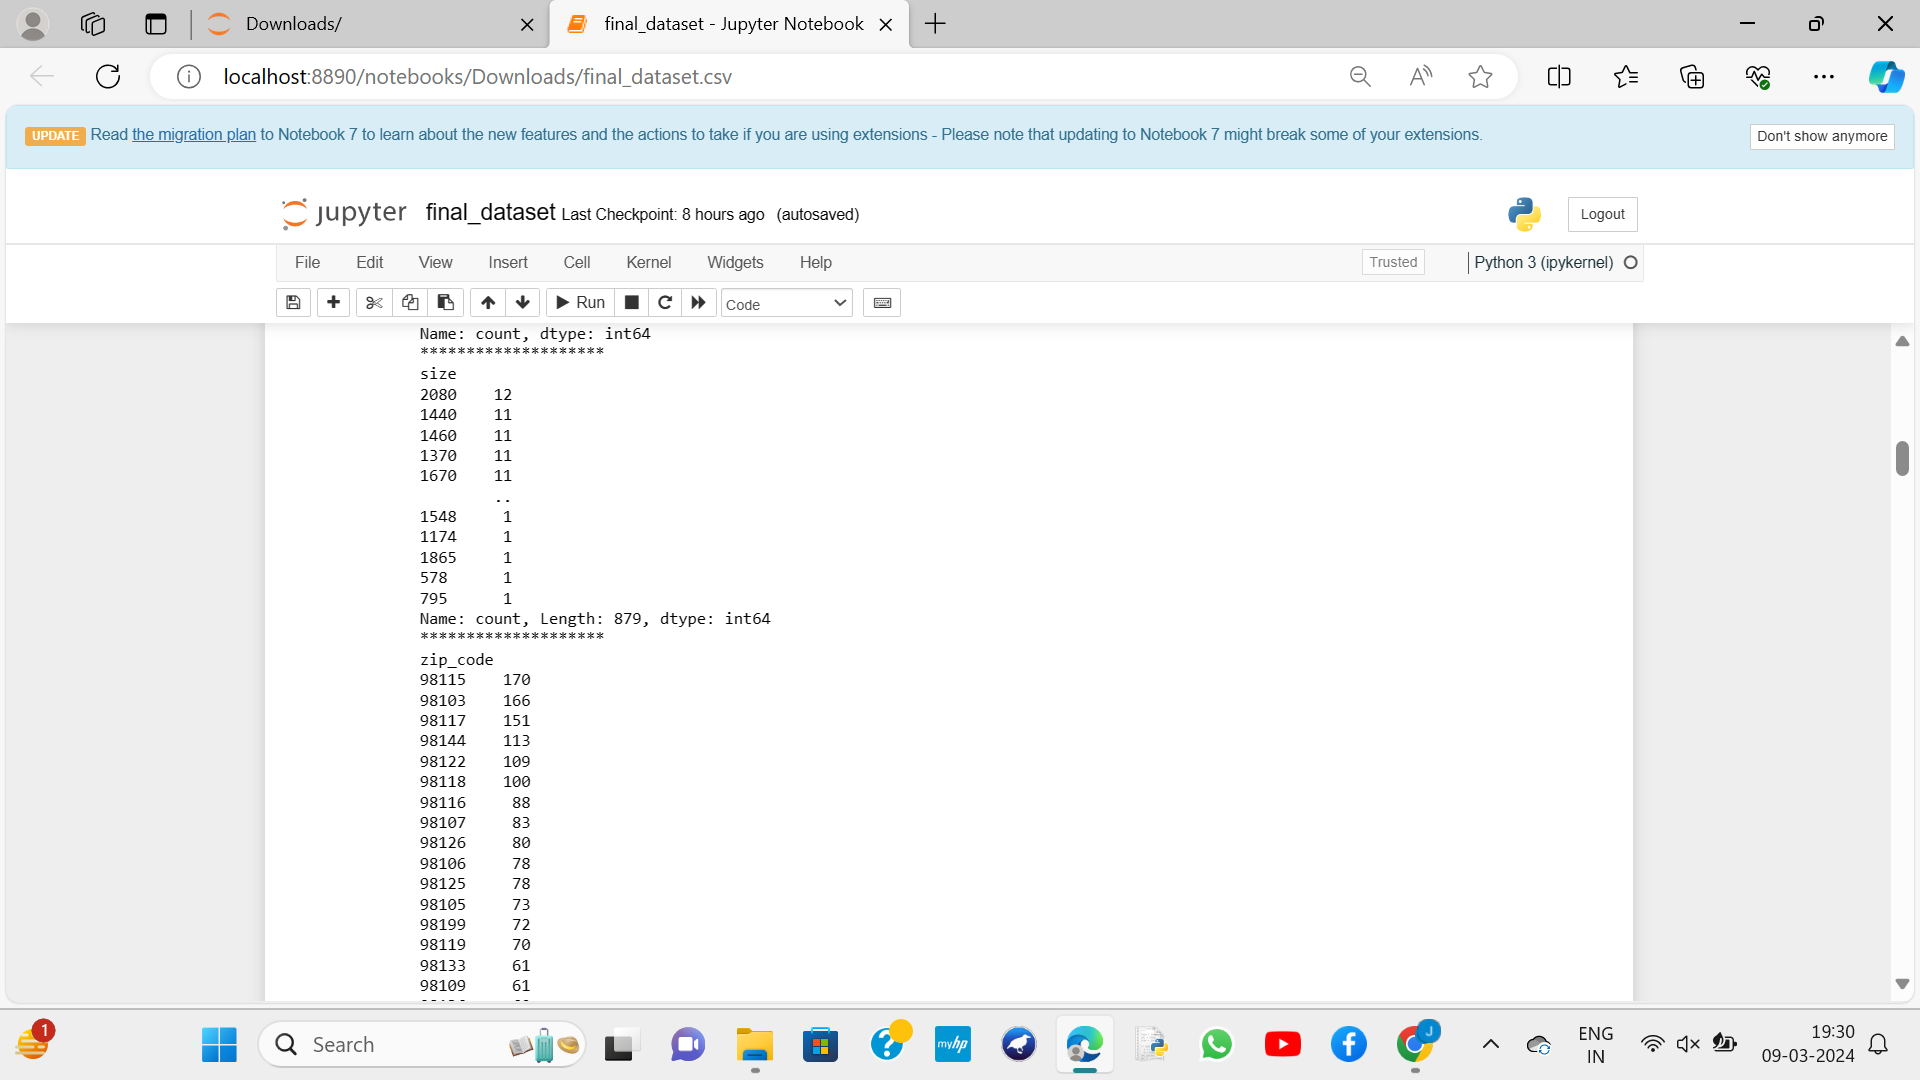 Downloads/
final_dataset - Jupyter Notebook
localhost:8890/notebooks/Downloads/final_dataset.csv
UPDATE Read the migration plan to Notebook 7 to learn about the new features and the actions to take if you are using extensions - Please note that updating to Notebook 7 might break some of your extensions.
Don't show anymore
jupyter final_dataset Last Checkpoint: 8 hours ago (autosaved)
Logout
File Edit View Insert Cell Kernel Widgets Help
Trusted
Python 3 (ipykernel)
Run
Code
Name: count, dtype: int64
********************
size
2080 12
1440 11
1460 11
1370 11
1670 11
..
1548 1
1174 1
1865 1
578 1
795 1
Name: count, Length: 879, dtype: int64
********************
zip_code
98115 170
98103 166
98117 151
98144 113
98122 109
98118 100
98116 88
98107 83
98126 80
98106 78
98125 78
98105 73
98199 72
98119 70
98133 61
98109 61
1
Search
myhp
J
ENG
IN
19:30
09-03-2024